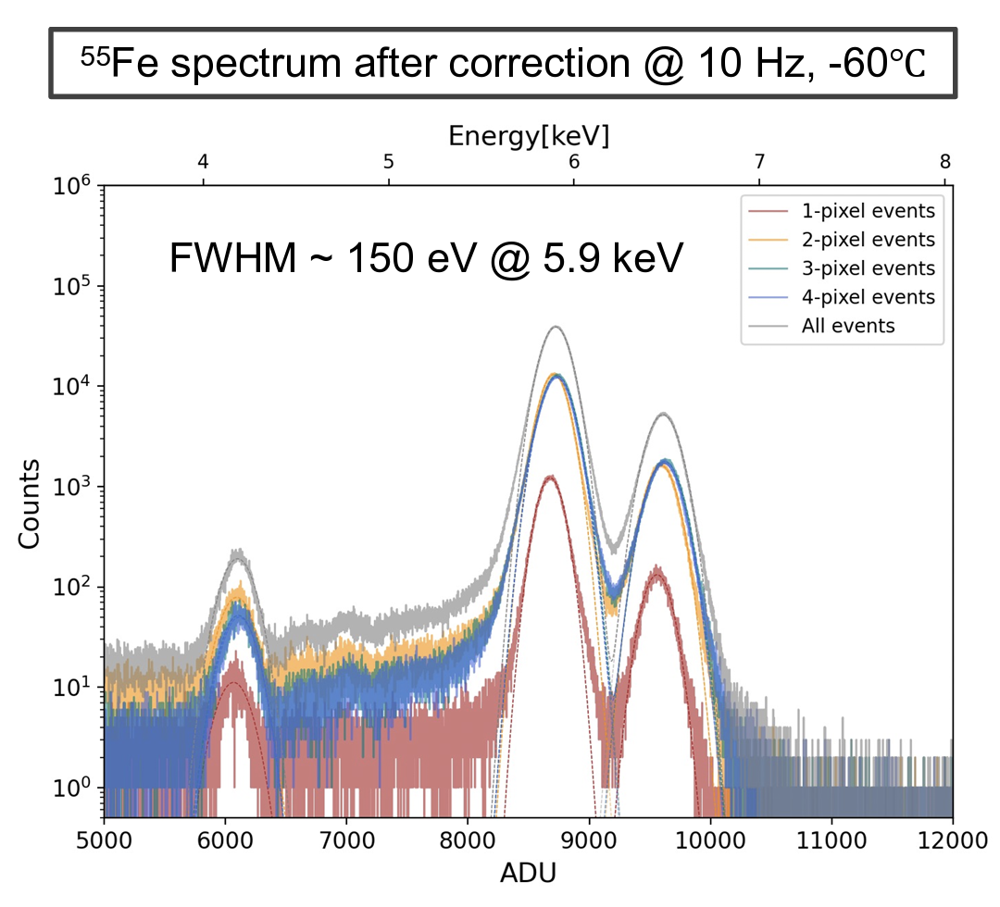 ⁵⁵Fe spectrum after correction @ 10 Hz, -60℃
Energy[keV]
4 5 6 7 8
10⁶
10⁵
10⁴
10³
10²
10¹
10⁰
Counts
FWHM ~ 150 eV @ 5.9 keV
1-pixel events
2-pixel events
3-pixel events
4-pixel events
All events
5000 6000 7000 8000 9000 10000 11000 12000
ADU